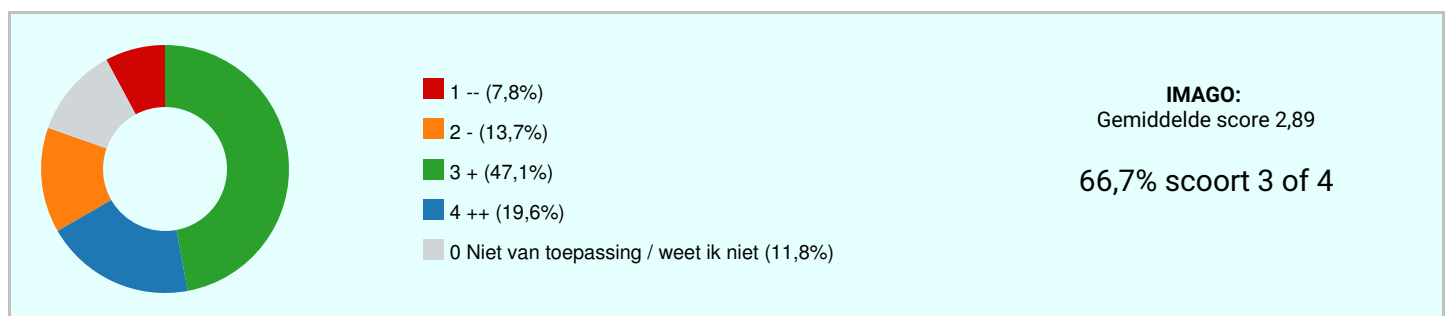 1 -- (7,8%)
2 - (13,7%)
3 + (47,1%)
4 ++ (19,6%)
0 Niet van toepassing / weet ik niet (11,8%)
IMAGO:
Gemiddelde score 2,89
66,7% scoort 3 of 4